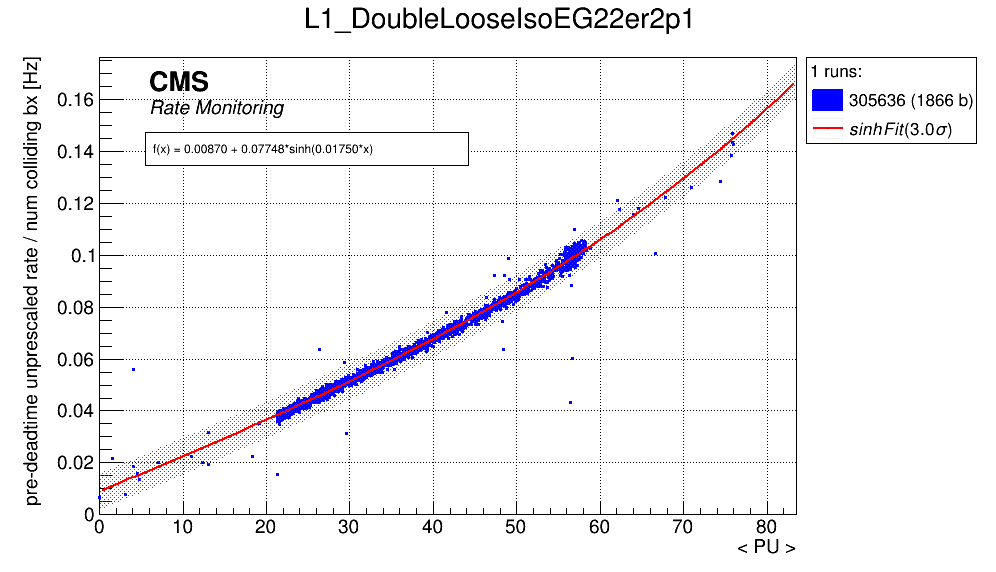 L1_DoubleLooseIsoEG22er2p1
pre-deadtime unprescaled rate / num colliding bx [Hz]
CMS
Rate Monitoring
f(x) = 0.00870 + 0.07748*sinh(0.01750*x)
1 runs:
305636 (1866 b)
sinhFit(3.0σ)
0.16
0.14
0.12
0.1
0.08
0.06
0.04
0.02
0
0 10 20 30 40 50 60 70 80
< PU >